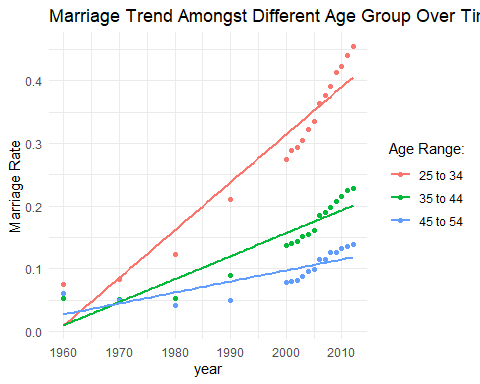 Marriage Trend Amongst Different Age Group Over
0.4
0.3
0.2
0.1
0.0
Marriage Rate
1960 1970 1980 1990 2000 2010
year
Age Range:
25 to 34
35 to 44
45 to 54